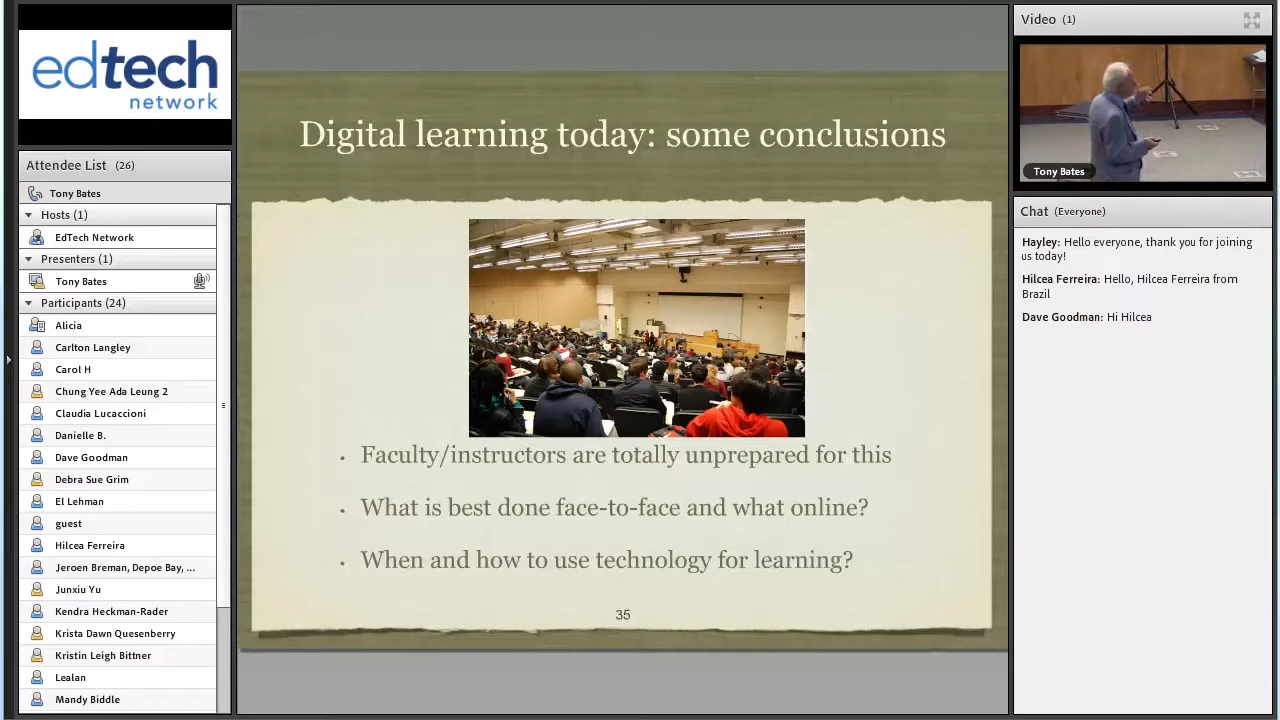 edtech
network
Attendee List (26)
Tony Bates
Hosts (1)
EdTech Network
Presenters (1)
Tony Bates
Participants (24)
Alicia
Carlton Langley
Carol H
Chung Yee Ada Leung 2
Claudia Lucaccioni
Danielle B.
Dave Goodman
Debra Sue Grim
El Lehman
guest
Hilcea Ferreira
Jeroen Breman, Depoe Bay, ...
Junxiu Yu
Kendra Heckman-Rader
Krista Dawn Quesenberry
Kristin Leigh Bittner
Lealan
Mandy Biddle
Digital learning today: some conclusions
• Faculty/instructors are totally unprepared for this
• What is best done face-to-face and what online?
• When and how to use technology for learning?
35
Video (1)
Tony Bates
Chat (Everyone)
Hayley: Hello everyone, thank you for joining
us today!
Hilcea Ferreira: Hello, Hilcea Ferreira from
Brazil
Dave Goodman: Hi Hilcea